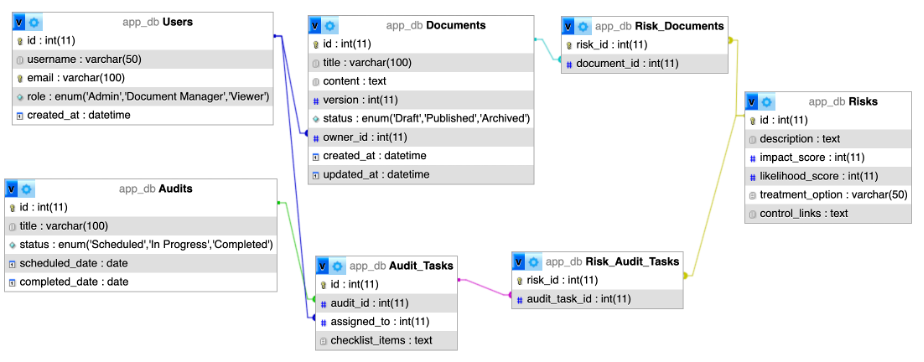 app_db Users
id : int(11)
username : varchar(50)
email : varchar(100)
role : enum('Admin','Document Manager','Viewer')
created_at : datetime
app_db Documents
id : int(11)
title : varchar(100)
content : text
version : int(11)
status : enum('Draft','Published','Archived')
owner_id : int(11)
created_at : datetime
updated_at : datetime
app_db Risk_Documents
risk_id : int(11)
document_id : int(11)
app_db Risks
id : int(11)
description : text
impact_score : int(11)
likelihood_score : int(11)
treatment_option : varchar(50)
control_links : text
app_db Audits
id : int(11)
title : varchar(100)
status : enum('Scheduled','In Progress','Completed')
scheduled_date : date
completed_date : date
app_db Audit_Tasks
id : int(11)
audit_id : int(11)
assigned_to : int(11)
checklist_items : text
app_db Risk_Audit_Tasks
risk_id : int(11)
audit_task_id : int(11)